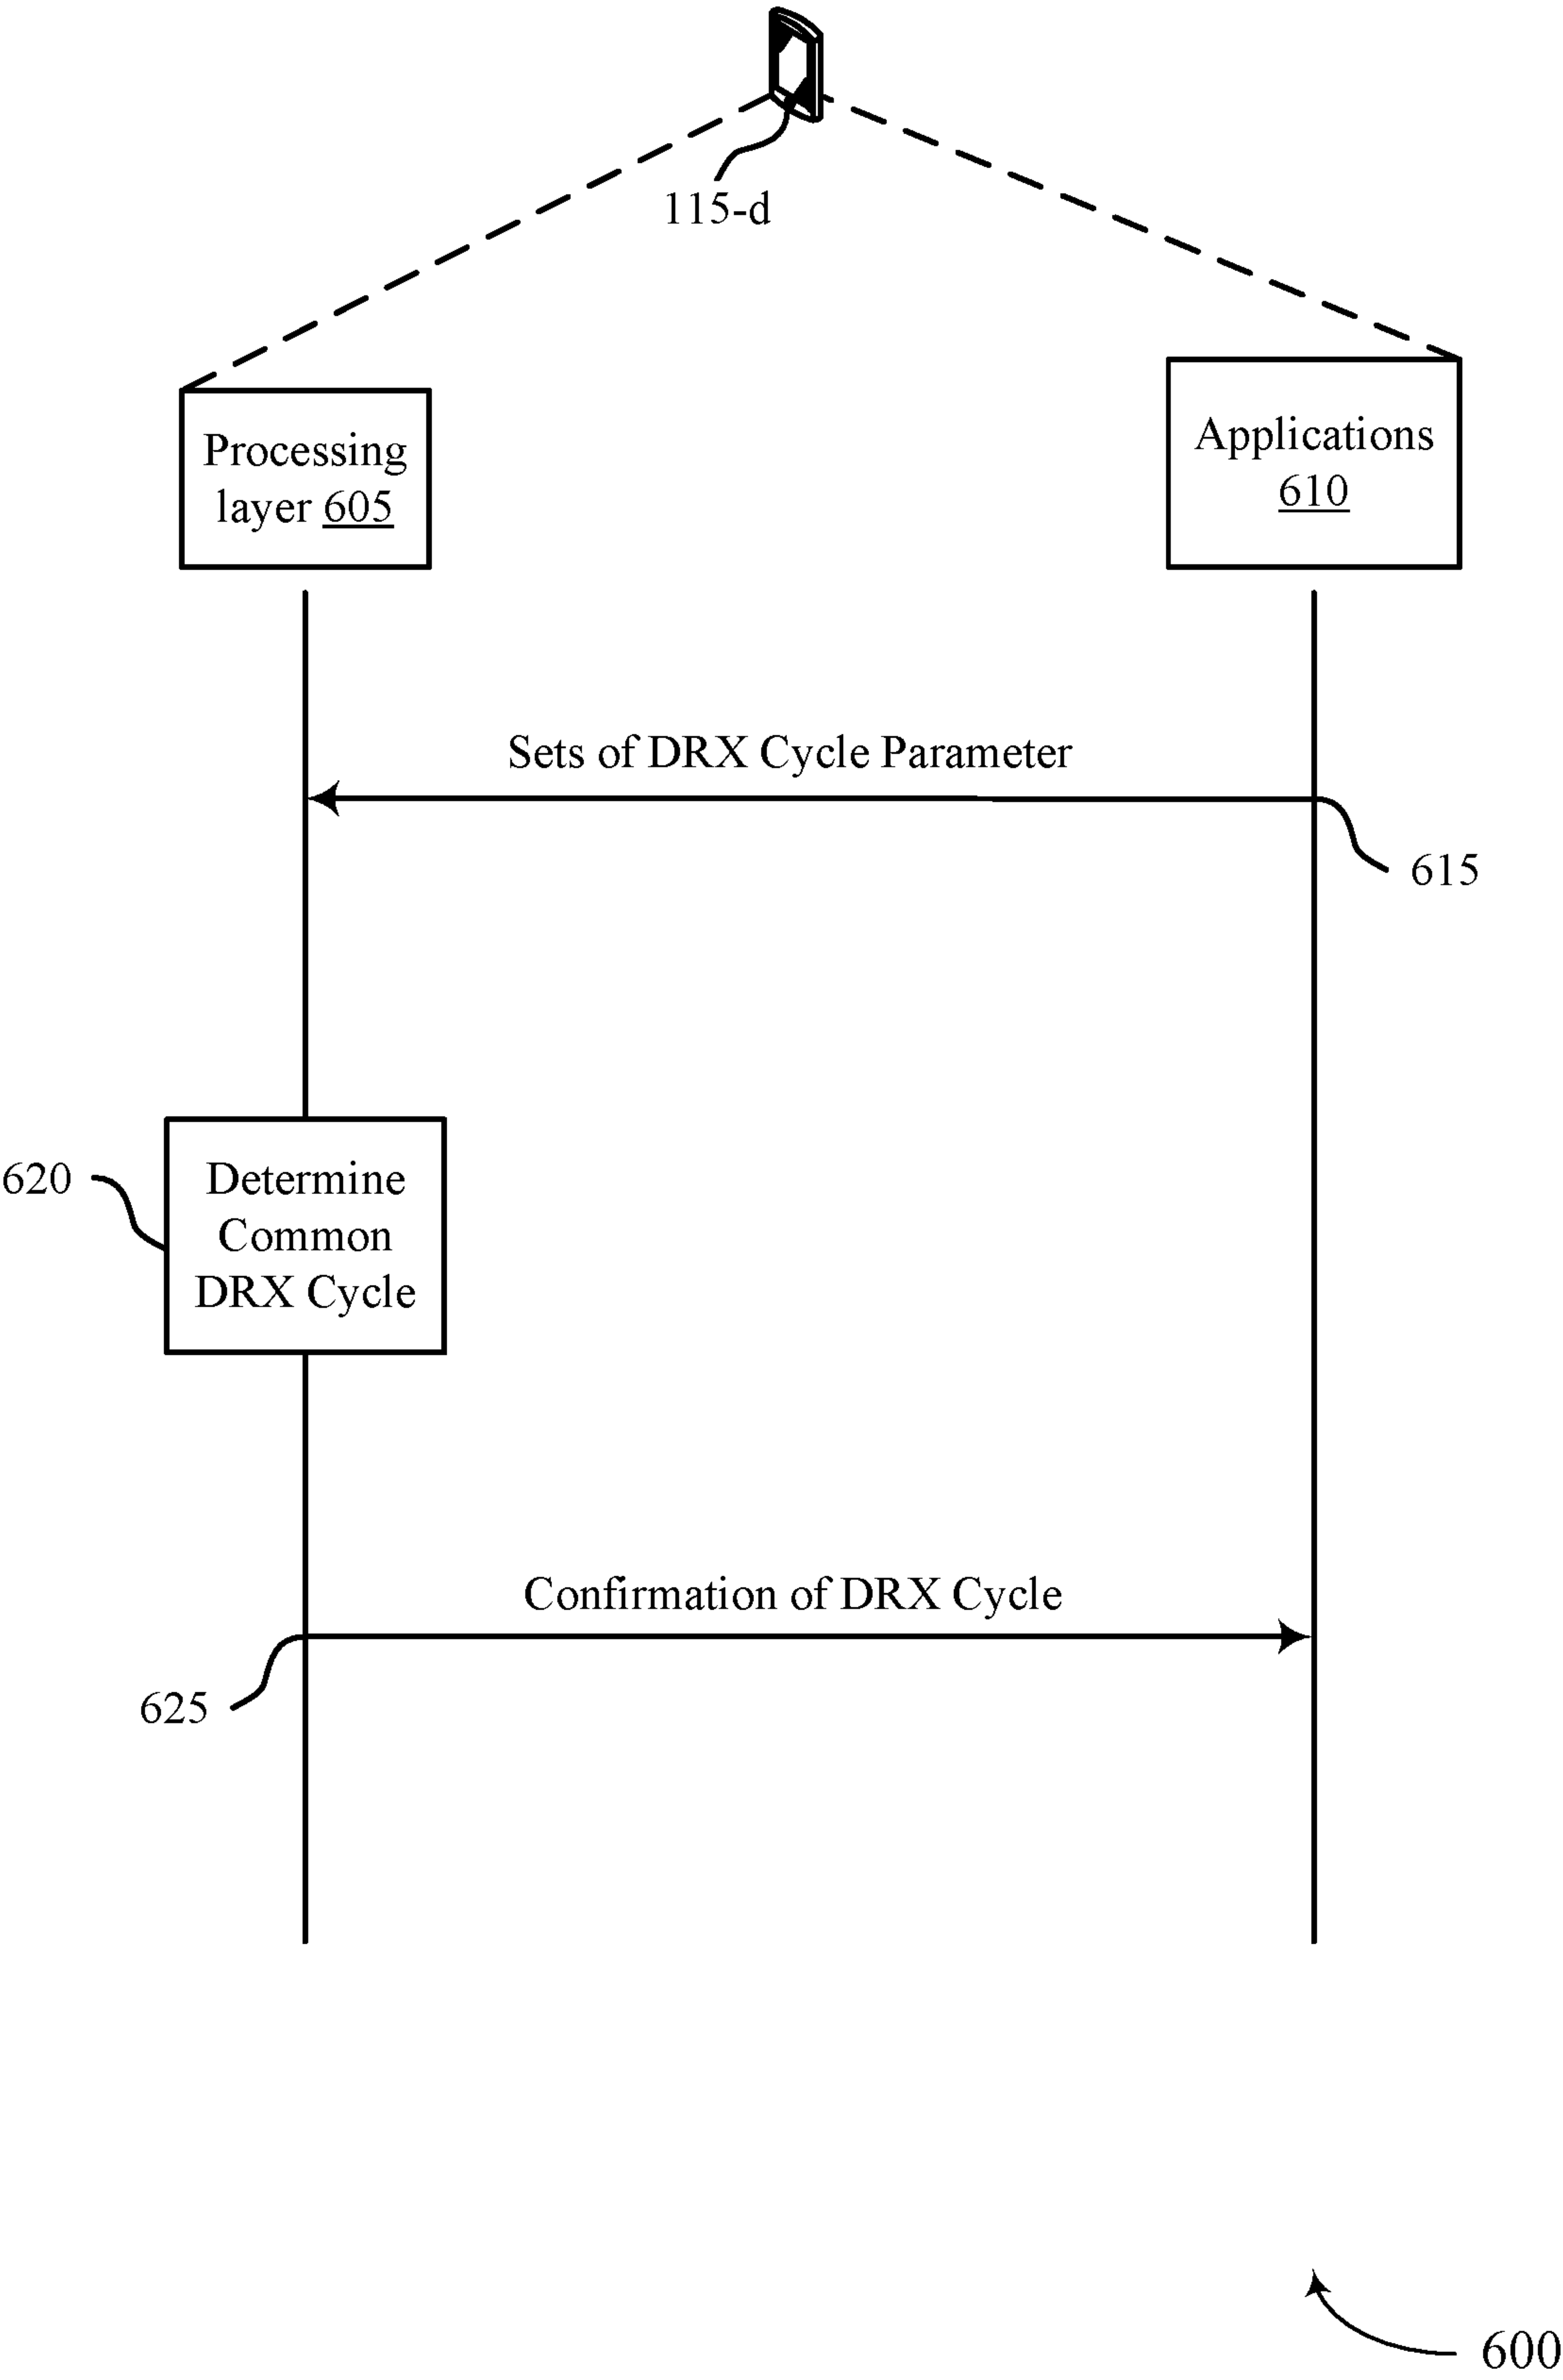 115-d
Processing
layer 605
Applications
610
Sets of DRX Cycle Parameter
615
620
Determine
Common
DRX Cycle
Confirmation of DRX Cycle
625
600